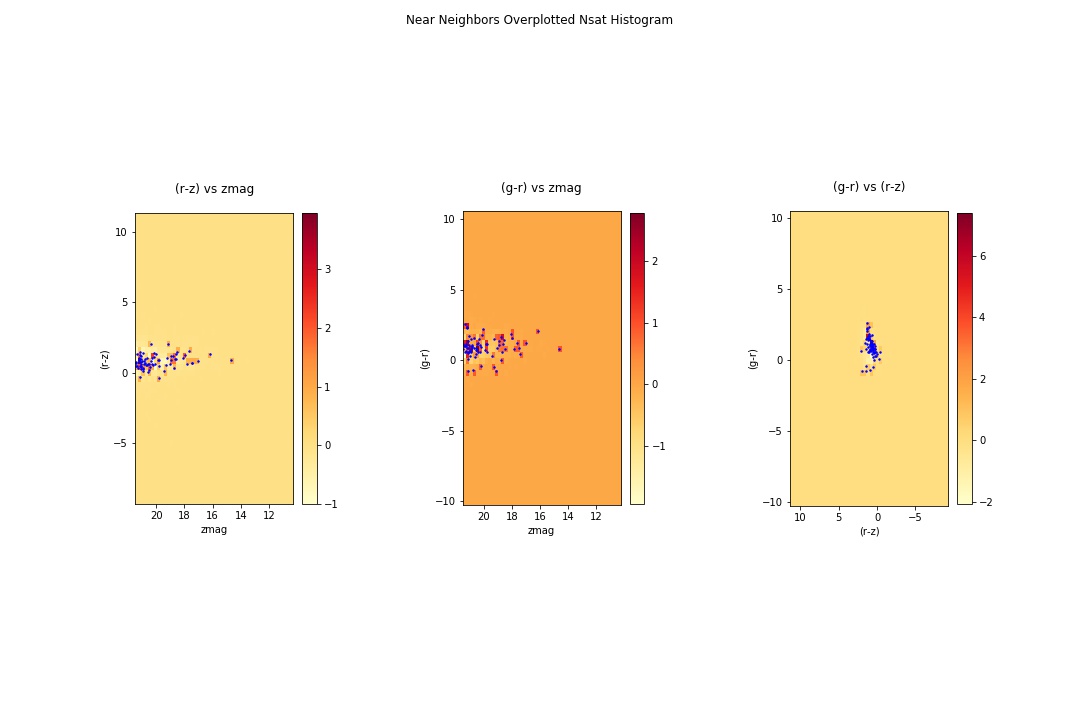 Near Neighbors Overplotted Nsat Histogram
(r-z) vs zmag
10
5
0
−5
(r-z)
20 18 16 14 12
zmag
3
2
1
0
−1
(g-r) vs zmag
10
5
0
−5
−10
(g-r)
20 18 16 14 12
zmag
2
1
0
−1
(g-r) vs (r-z)
10
5
0
−5
−10
(g-r)
10 5 0 −5
(r-z)
6
4
2
0
−2